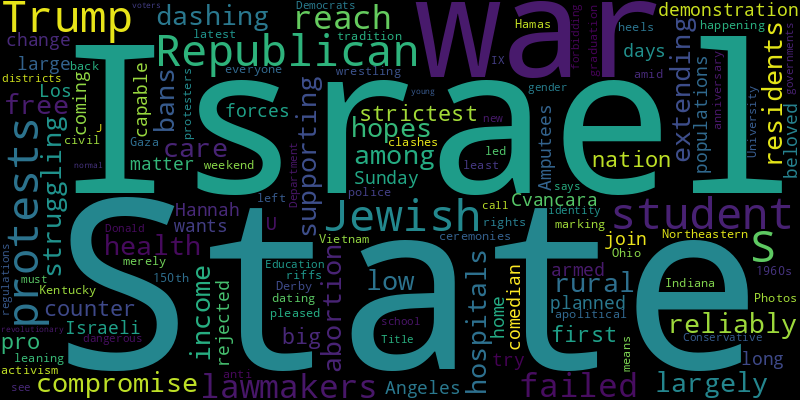 Trump
dashing
reach
Democrats
voters
war
Hamas
demonstration
forbidding
graduation
happening
change
latest
tradition
Republican
heels
large
back
everyone
wrestling
IX
days
amid
extending
residents
anniversary
governments
districts
Los
coming
capable
bans
protesters
Israel
young
gender
populations
University
beloved
free
J
forces
strictest
new
civil
Gaza
hopes
clashes
struggling
care
supporting
among
led
nation
matter
weekend
Department
least
Amputees
protests
normal
Sunday
police
says
identity
State
Hannah
left
Jewish
Cvancara
student
wants
U
call
rights
marking
Donald
Vietnam
ceremonies
join
Northeastern
S
regulations
health
merely
Ohio
1960s
150th
Education
riffs
low
hospitals
home
comedian
armed
rural
Indiana
must
Kentucky
income
dating
Derby
planned
Photos
counter
pleased
apolitical
revolutionary
Israeli
rejected
abortion
school
first
reliably
pro
dangerous
big
Title
means
Conservative
leaning
try
long
activism
anti
see
compromise
lawmakers
Angeles
failed
largely